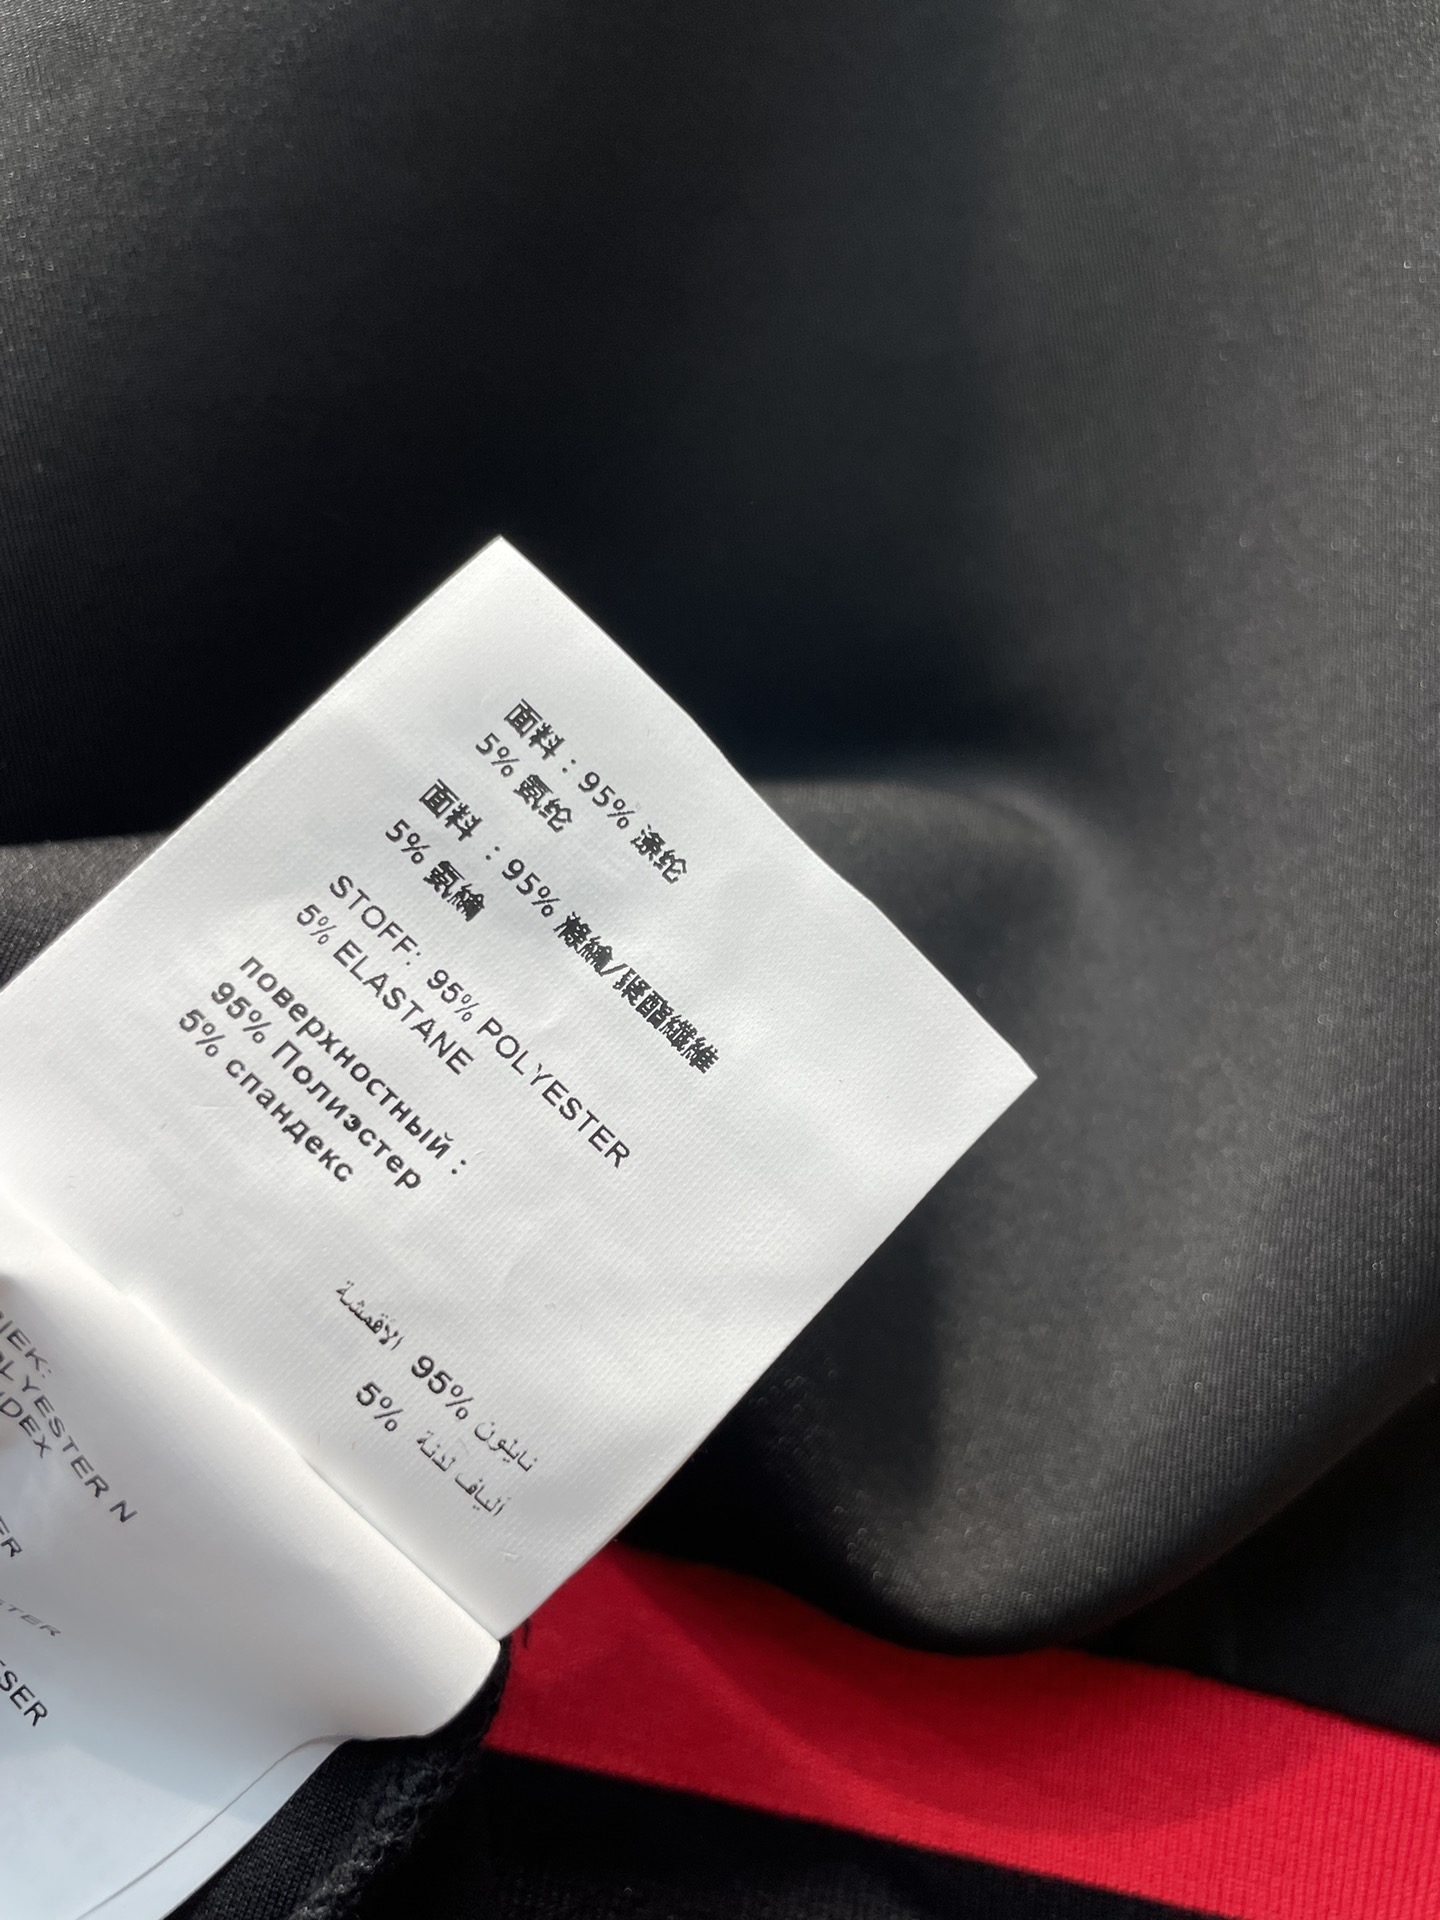 面料：95% 涤纶
5% 氨纶
面料：95% 滌綸/聚酯纖維
5% 氨綸
STOFF: 95% POLYESTER
5% ELASTANE
поверхностный :
95% Полиэстер
5% спандекс
الأقمشة 95% نايلون
5% ألياف لدنة
POLYESTER N